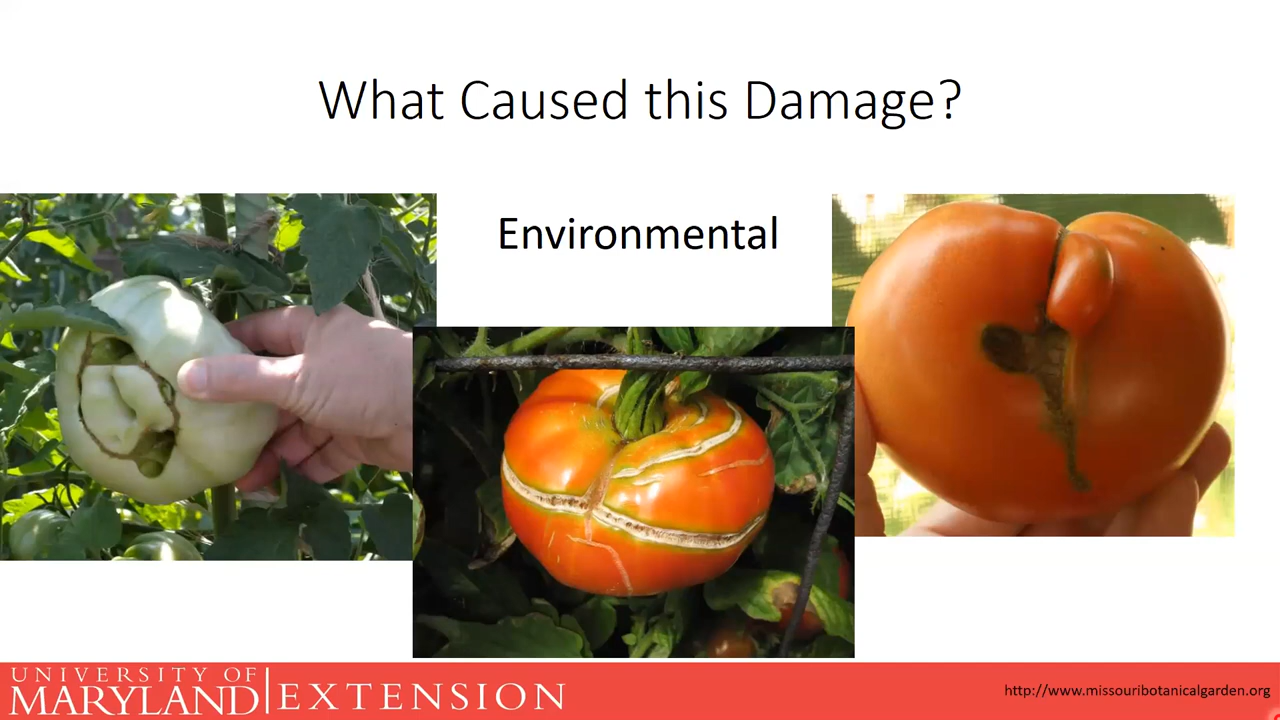 What Caused this Damage?
Environmental
UNIVERSITY OF
MARYLAND
EXTENSION
http://www.missouribotanicalgarden.org